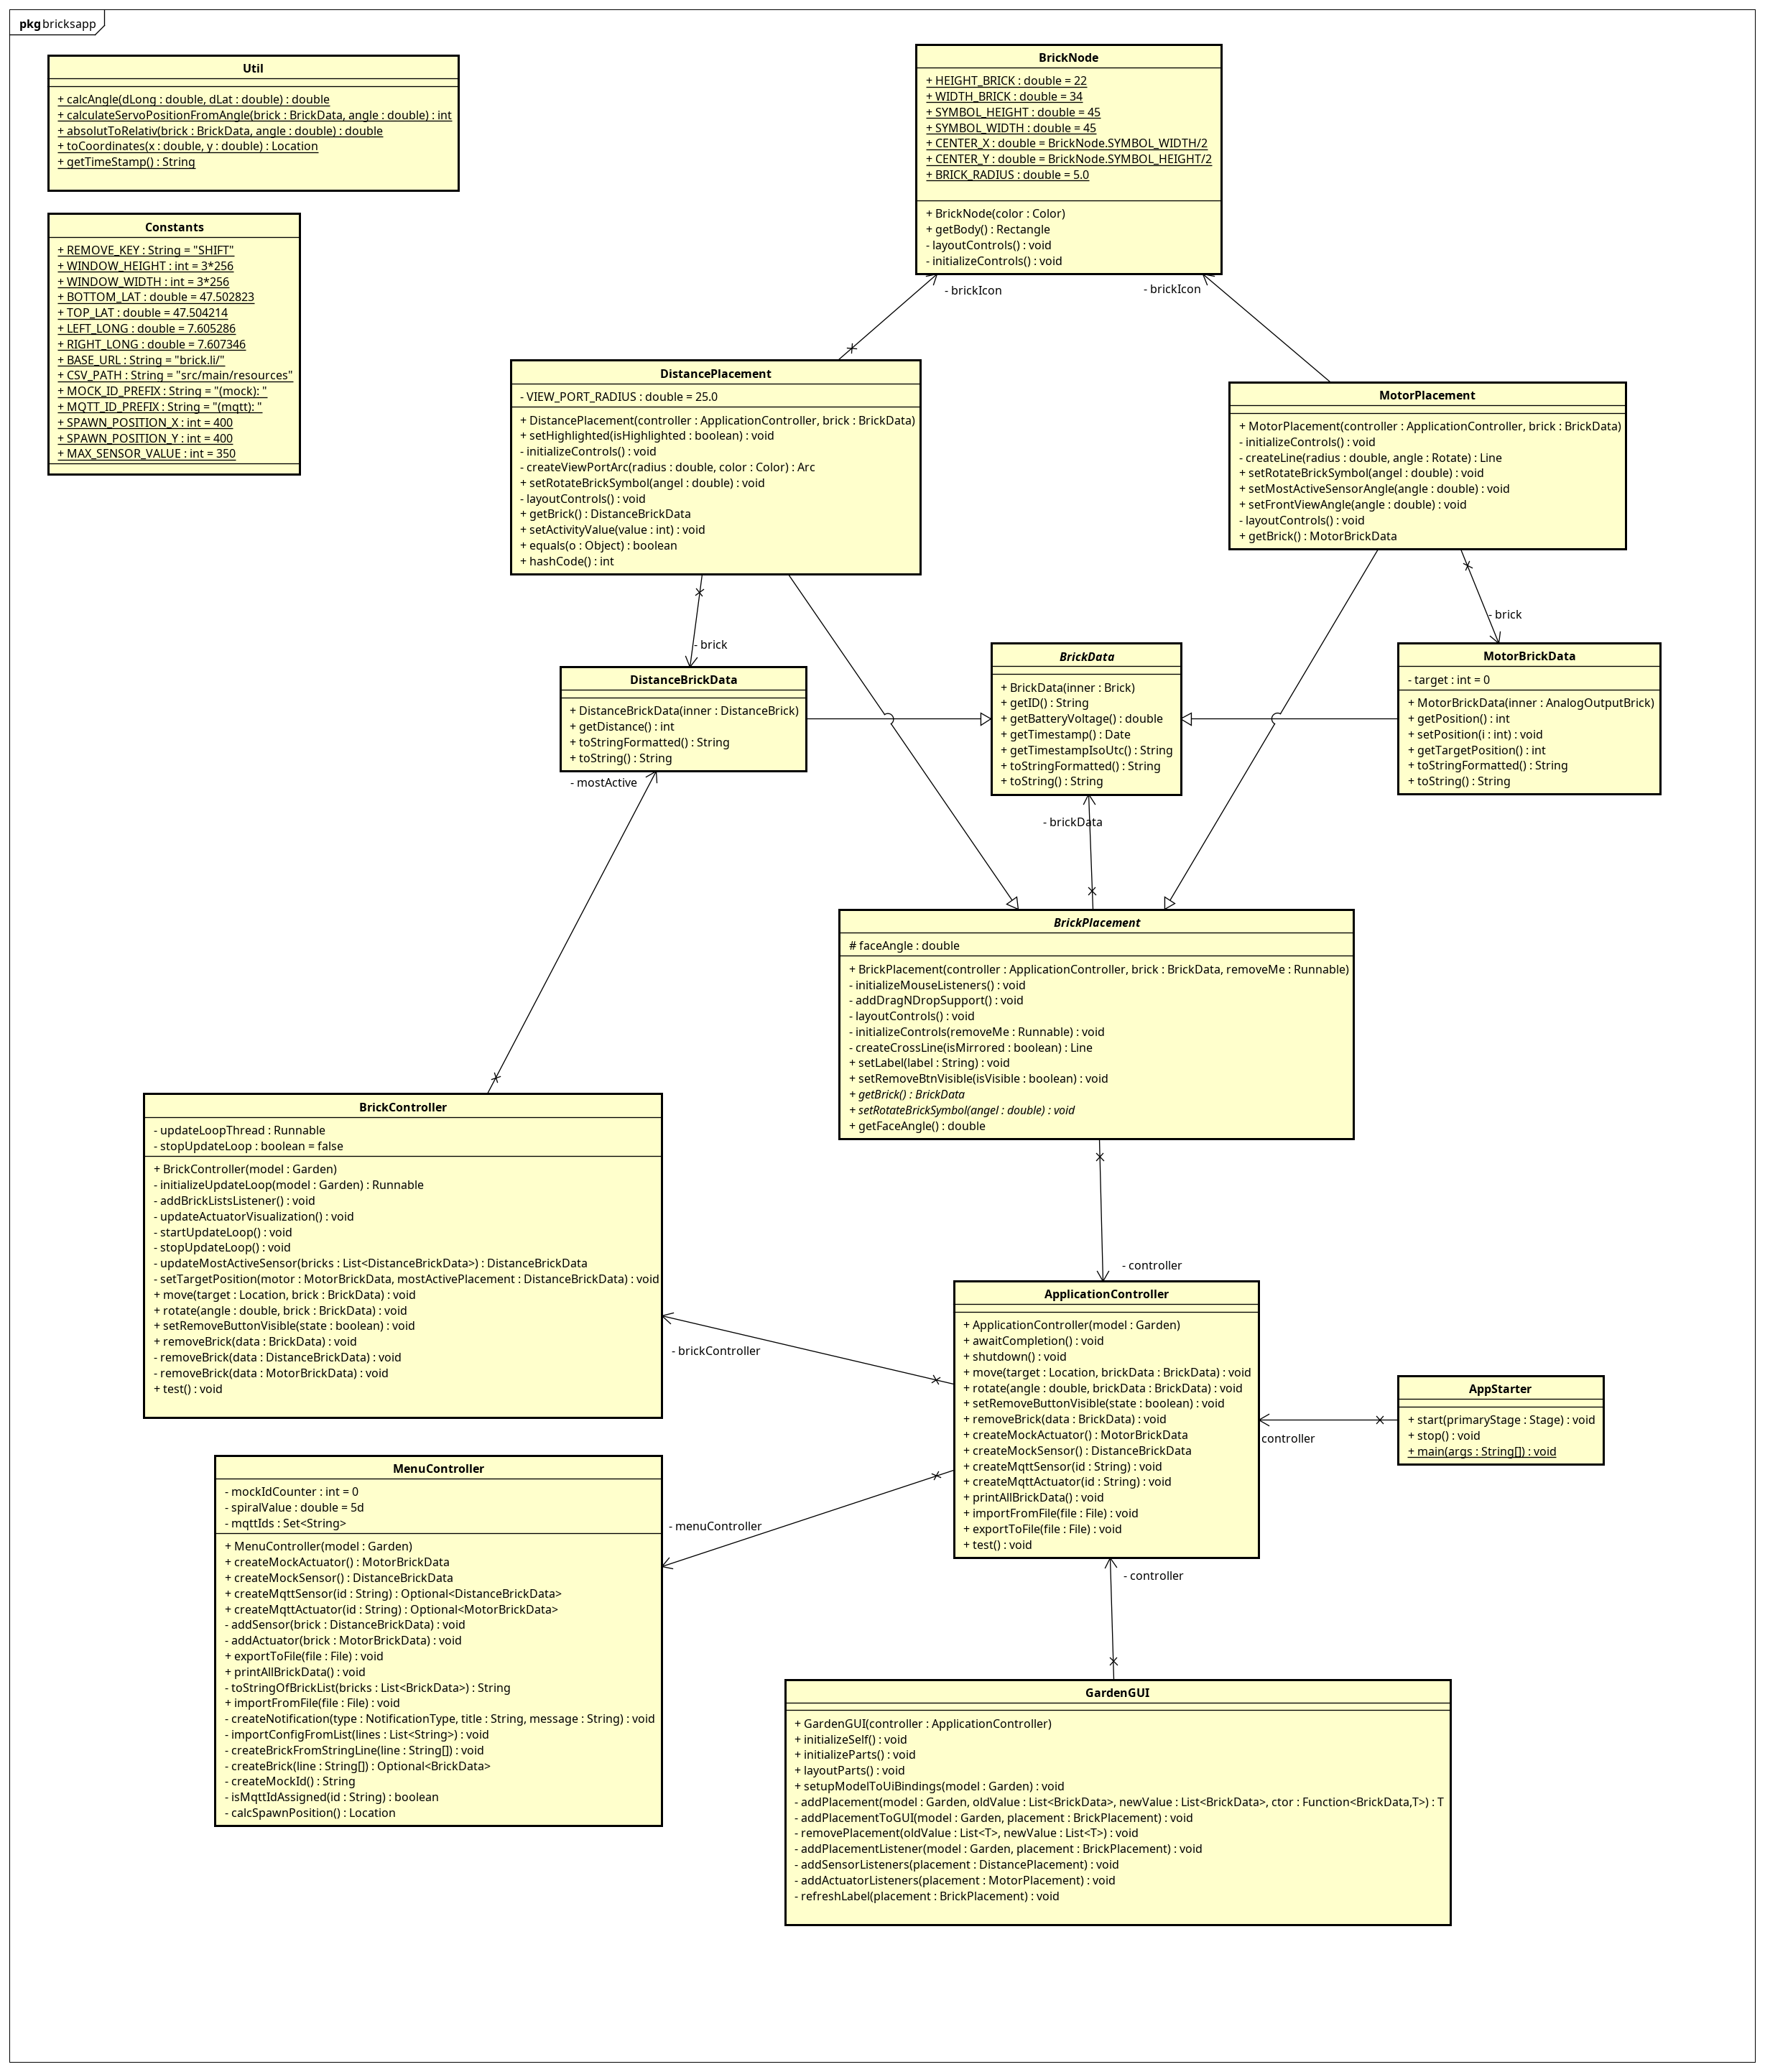 pkg bricksapp
Util
+ calcAngle(dLong : double, dLat : double) : double
+ calculateServoPositionFromAngle(brick : BrickData, angle : double) : int
+ absolutToRelativ(brick : BrickData, angle : double) : double
+ toCoordinates(x : double, y : double) : Location
+ getTimeStamp() : String
Constants
+ REMOVE_KEY : String = "SHIFT"
+ WINDOW_HEIGHT : int = 3*256
+ WINDOW_WIDTH : int = 3*256
+ BOTTOM_LAT : double = 47.502823
+ TOP_LAT : double = 47.504214
+ LEFT_LONG : double = 7.605286
+ RIGHT_LONG : double = 7.607346
+ BASE_URL : String = "brick.li/"
+ CSV_PATH : String = "src/main/resources"
+ MOCK_ID_PREFIX : String = "(mock): "
+ MQTT_ID_PREFIX : String = "(mqtt): "
+ SPAWN_POSITION_X : int = 400
+ SPAWN_POSITION_Y : int = 400
+ MAX_SENSOR_VALUE : int = 350
BrickNode
+ HEIGHT_BRICK : double = 22
+ WIDTH_BRICK : double = 34
+ SYMBOL_HEIGHT : double = 45
+ SYMBOL_WIDTH : double = 45
+ CENTER_X : double = BrickNode.SYMBOL_WIDTH/2
+ CENTER_Y : double = BrickNode.SYMBOL_HEIGHT/2
+ BRICK_RADIUS : double = 5.0
+ BrickNode(color : Color)
+ getBody() : Rectangle
- layoutControls() : void
- initializeControls() : void
- brickIcon
- brickIcon
DistancePlacement
- VIEW_PORT_RADIUS : double = 25.0
+ DistancePlacement(controller : ApplicationController, brick : BrickData)
+ setHighlighted(isHighlighted : boolean) : void
- initializeControls() : void
- createViewPortArc(radius : double, color : Color) : Arc
+ setRotateBrickSymbol(angel : double) : void
- layoutControls() : void
+ getBrick() : DistanceBrickData
+ setActivityValue(value : int) : void
+ equals(o : Object) : boolean
+ hashCode() : int
MotorPlacement
+ MotorPlacement(controller : ApplicationController, brick : BrickData)
- initializeControls() : void
- createLine(radius : double, angle : Rotate) : Line
+ setRotateBrickSymbol(angel : double) : void
+ setMostActiveSensorAngle(angle : double) : void
+ setFrontViewAngle(angle : double) : void
- layoutControls() : void
+ getBrick() : MotorBrickData
- brick
- brick
DistanceBrickData
+ DistanceBrickData(inner : DistanceBrick)
+ getDistance() : int
+ toStringFormatted() : String
+ toString() : String
- mostActive
BrickData
+ BrickData(inner : Brick)
+ getID() : String
+ getBatteryVoltage() : double
+ getTimestamp() : Date
+ getTimestampIsoUtc() : String
+ toStringFormatted() : String
+ toString() : String
- brickData
MotorBrickData
- target : int = 0
+ MotorBrickData(inner : AnalogOutputBrick)
+ getPosition() : int
+ setPosition(i : int) : void
+ getTargetPosition() : int
+ toStringFormatted() : String
+ toString() : String
BrickPlacement
# faceAngle : double
+ BrickPlacement(controller : ApplicationController, brick : BrickData, removeMe : Runnable)
- initializeMouseListeners() : void
- addDragNDropSupport() : void
- layoutControls() : void
- initializeControls(removeMe : Runnable) : void
- createCrossLine(isMirrored : boolean) : Line
+ setLabel(label : String) : void
+ setRemoveBtnVisible(isVisible : boolean) : void
+ getBrick() : BrickData
+ setRotateBrickSymbol(angel : double) : void
+ getFaceAngle() : double
BrickController
- updateLoopThread : Runnable
- stopUpdateLoop : boolean = false
+ BrickController(model : Garden)
- initializeUpdateLoop(model : Garden) : Runnable
- addBrickListsListener() : void
- updateActuatorVisualization() : void
- startUpdateLoop() : void
- stopUpdateLoop() : void
- updateMostActiveSensor(bricks : List<DistanceBrickData>) : DistanceBrickData
- setTargetPosition(motor : MotorBrickData, mostActivePlacement : DistanceBrickData) : void
+ move(target : Location, brick : BrickData) : void
+ rotate(angle : double, brick : BrickData) : void
+ setRemoveButtonVisible(state : boolean) : void
+ removeBrick(data : BrickData) : void
- removeBrick(data : DistanceBrickData) : void
- removeBrick(data : MotorBrickData) : void
+ test() : void
- controller
- brickController
ApplicationController
+ ApplicationController(model : Garden)
+ awaitCompletion() : void
+ shutdown() : void
+ move(target : Location, brickData : BrickData) : void
+ rotate(angle : double, brickData : BrickData) : void
+ setRemoveButtonVisible(state : boolean) : void
+ removeBrick(data : BrickData) : void
+ createMockActuator() : MotorBrickData
+ createMockSensor() : DistanceBrickData
+ createMqttSensor(id : String) : void
+ createMqttActuator(id : String) : void
+ printAllBrickData() : void
+ importFromFile(file : File) : void
+ exportToFile(file : File) : void
+ test() : void
controller
AppStarter
+ start(primaryStage : Stage) : void
+ stop() : void
+ main(args : String[]) : void
MenuController
- mockIdCounter : int = 0
- spiralValue : double = 5d
- mqttIds : Set<String>
+ MenuController(model : Garden)
+ createMockActuator() : MotorBrickData
+ createMockSensor() : DistanceBrickData
+ createMqttSensor(id : String) : Optional<DistanceBrickData>
+ createMqttActuator(id : String) : Optional<MotorBrickData>
- addSensor(brick : DistanceBrickData) : void
- addActuator(brick : MotorBrickData) : void
+ exportToFile(file : File) : void
+ printAllBrickData() : void
- toStringOfBrickList(bricks : List<BrickData>) : String
+ importFromFile(file : File) : void
- createNotification(type : NotificationType, title : String, message : String) : void
- importConfigFromList(lines : List<String>) : void
- createBrickFromStringLine(line : String[]) : void
- createBrick(line : String[]) : Optional<BrickData>
- createMockId() : String
- isMqttIdAssigned(id : String) : boolean
- calcSpawnPosition() : Location
- menuController
- controller
GardenGUI
+ GardenGUI(controller : ApplicationController)
+ initializeSelf() : void
+ initializeParts() : void
+ layoutParts() : void
+ setupModelToUiBindings(model : Garden) : void
- addPlacement(model : Garden, oldValue : List<BrickData>, newValue : List<BrickData>, ctor : Function<BrickData,T>) : T
- addPlacementToGUI(model : Garden, placement : BrickPlacement) : void
- removePlacement(oldValue : List<T>, newValue : List<T>) : void
- addPlacementListener(model : Garden, placement : BrickPlacement) : void
- addSensorListeners(placement : DistancePlacement) : void
- addActuatorListeners(placement : MotorPlacement) : void
- refreshLabel(placement : BrickPlacement) : void